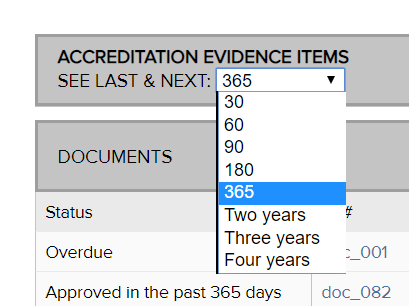 ACCREDITATION EVIDENCE ITEMS
SEE LAST & NEXT: 365
30
60
90
180
365
Two years
Three years
Four years
DOCUMENTS
Status #
Overdue c_001
Approved in the past 365 days doc_082